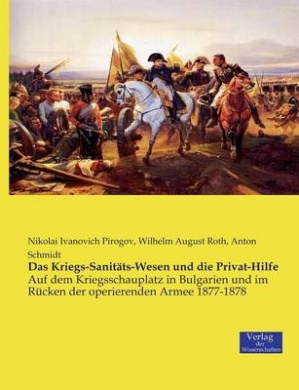 Nikolai Ivanovich Pirogov, Wilhelm August Roth, Anton
Schmidt
Das Kriegs-Sanitäts-Wesen und die Privat-Hilfe
Auf dem Kriegsschauplatz in Bulgarien und im
Rücken der operierenden Armee 1877-1878
Verlag
der
Wissenschaften